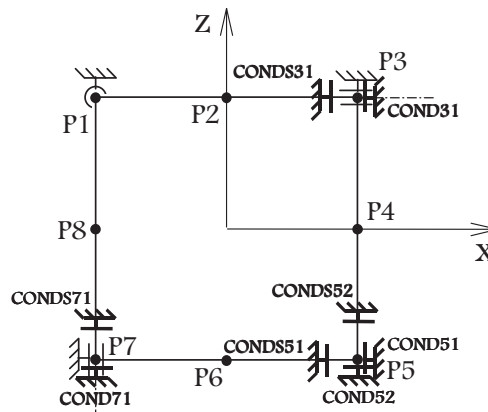 Z
CONDS31
P3
P1
P2
COND31
P8
P4
X
CONDS71
CONDS52
P7
CONDS51
COND51
P6
P5
COND71
COND52